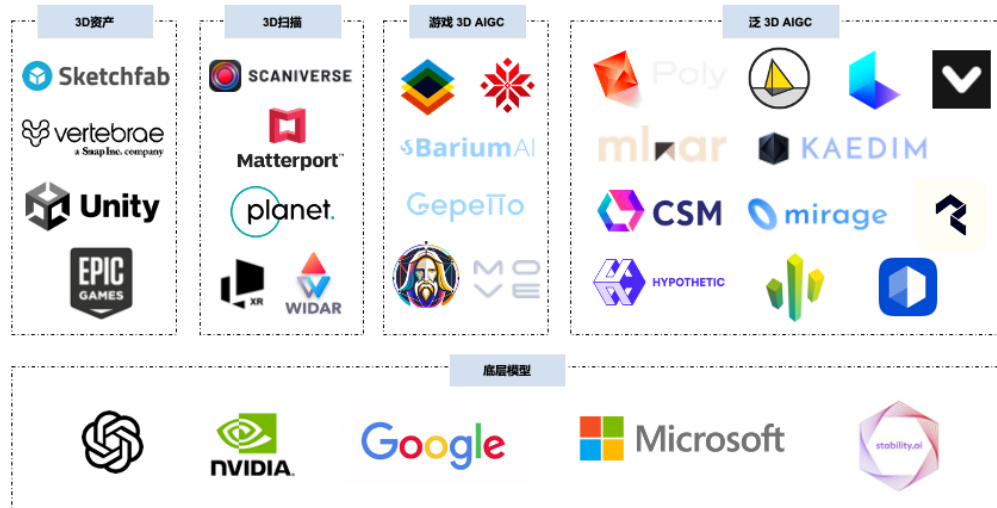 3D资产
3D扫描
游戏 3D AIGC
泛 3D AIGC
Sketchfab
vertebrae
a Snap Inc. company
Unity
EPIC
GAMES
SCANIVERSE
Matterport™
planet.
XR
WIDAR
BariumAI
Gepetto
MOVE
Poly
mlxar
KAEDIM
CSM
mirage
HYPOTHETIC
底层模型
NVIDIA.
Google
Microsoft
stability.ai